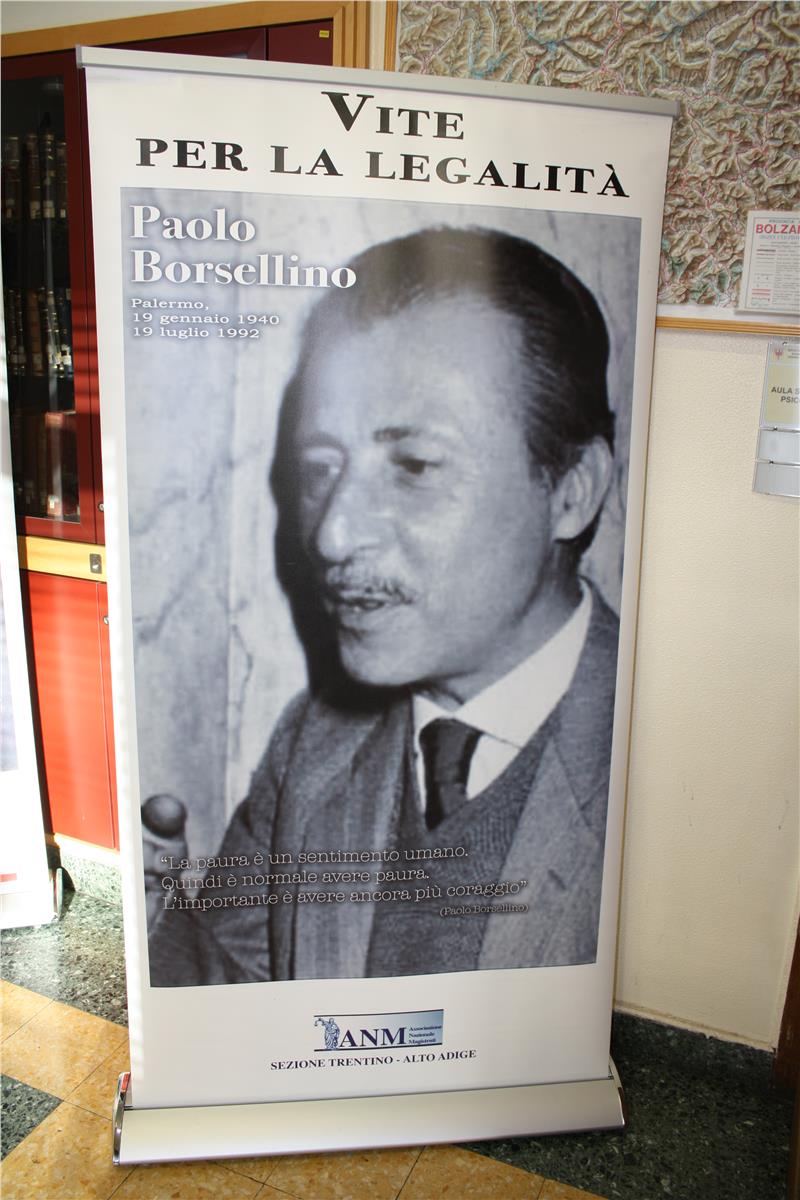 VITE
PER LA LEGALITÀ
Paolo
Borsellino
Palermo,
19 gennaio 1940
19 luglio 1992
“La paura è un sentimento umano.
Quindi è normale avere paura.
L’importante è avere ancora più coraggio”
(Paolo Borsellino)
ANM
Associazione
Nazionale
Magistrati
SEZIONE TRENTINO - ALTO ADIGE
AULA